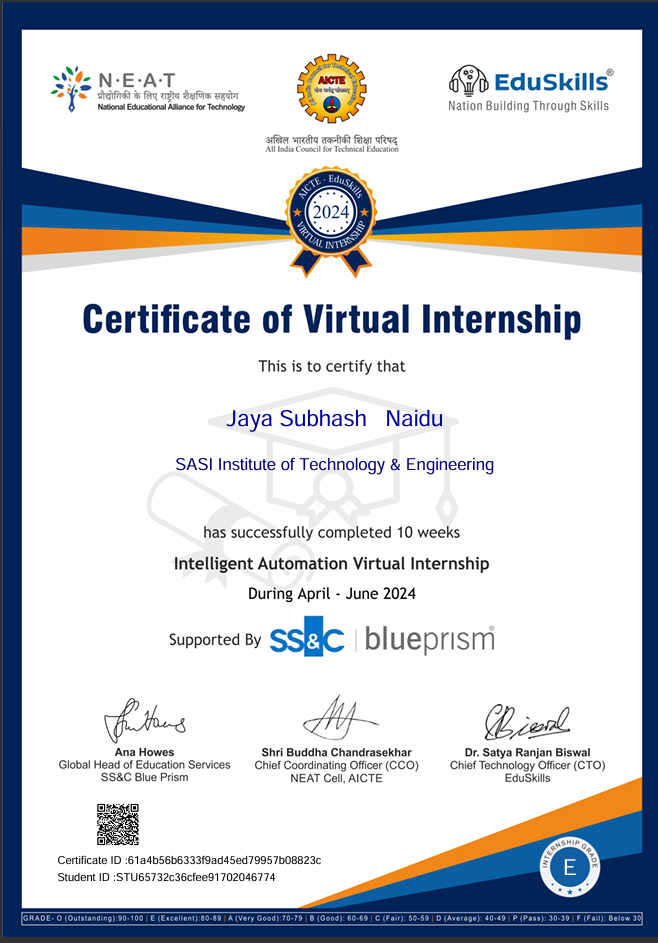 N·E·A·T
प्रौद्योगिकी के लिए राष्ट्रीय शैक्षणिक सहयोग
National Educational Alliance for Technology
AICTE
अखिल भारतीय तकनीकी शिक्षा परिषद्
All India Council for Technical Education
EduSkills®
Nation Building Through Skills
AICTE - EduSkills
2024
VIRTUAL INTERNSHIP
Certificate of Virtual Internship
This is to certify that
Jaya Subhash Naidu
SASI Institute of Technology & Engineering
has successfully completed 10 weeks
Intelligent Automation Virtual Internship
During April - June 2024
Supported By SS&C | blueprism®
Ana Howes
Global Head of Education Services
SS&C Blue Prism
Shri Buddha Chandrasekhar
Chief Coordinating Officer (CCO)
NEAT Cell, AICTE
Dr. Satya Ranjan Biswal
Chief Technology Officer (CTO)
EduSkills
Certificate ID :61a4b56b6333f9ad45ed79957b08823c
Student ID :STU65732c36cfee91702046774
INTERNSHIP GRADE
E
GRADE- O (Outstanding):90-100 | E (Excellent):80-89 | A (Very Good):70-79 | B (Good): 60-69 | C (Fair): 50-59 | D (Average): 40-49 | P (Pass): 30-39 | F (Fail): Below 30